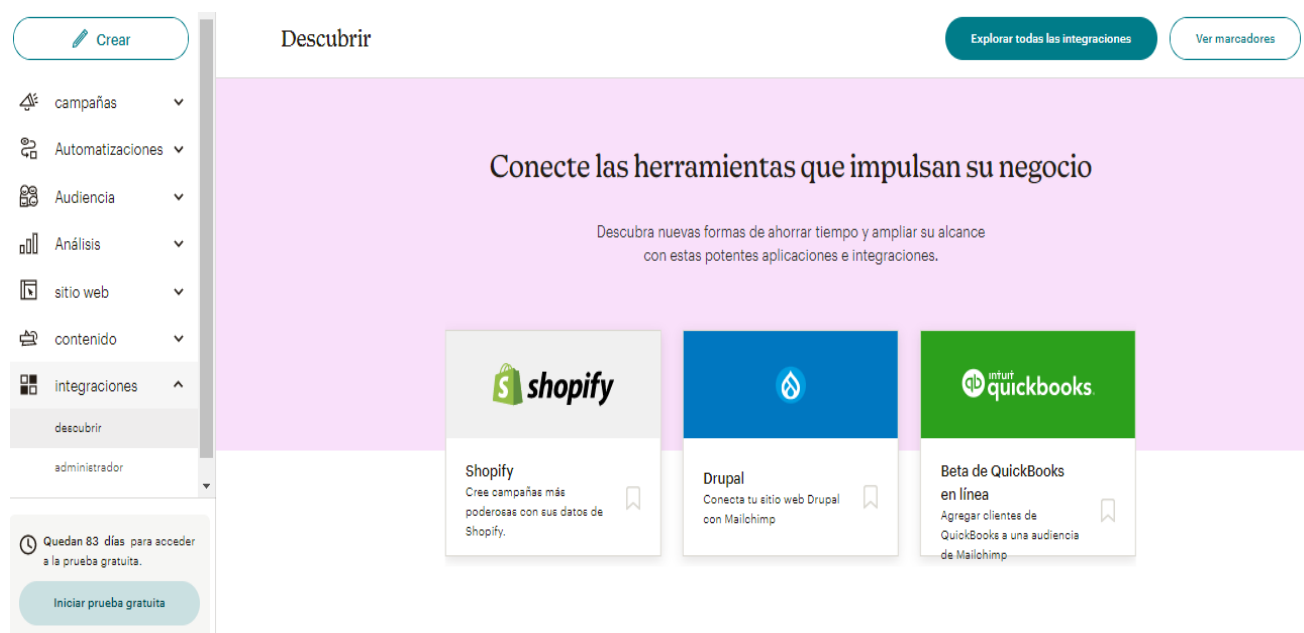 Crear
campañas
Automatizaciones
Audiencia
Análisis
sitio web
contenido
integraciones
descubrir
administrador
Quedan 83 días para acceder
a la prueba gratuita.
Iniciar prueba gratuita
Descubrir
Explorar todas las integraciones
Ver marcadores
Conecte las herramientas que impulsan su negocio
Descubra nuevas formas de ahorrar tiempo y ampliar su alcance
con estas potentes aplicaciones e integraciones.
shopify
Shopify
Cree campañas más
poderosas con sus datos de
Shopify.
Drupal
Conecta tu sitio web Drupal
con Mailchimp
qb intuit quickbooks.
Beta de QuickBooks
en línea
Agregar clientes de
QuickBooks a una audiencia
de Mailchimp